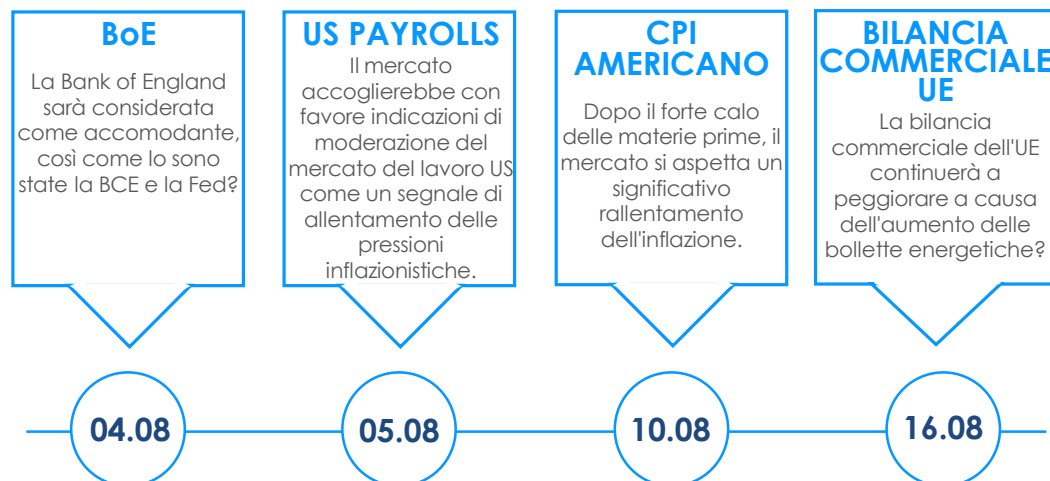 BoE
La Bank of England
sarà considerata
come accomodante,
così come lo sono
state la BCE e la Fed?
US PAYROLLS
Il mercato
accoglierebbe con
favore indicazioni di
moderazione del
mercato del lavoro US
come un segnale di
allentamento delle
pressioni
inflazionistiche.
CPI
AMERICANO
Dopo il forte calo
delle materie prime, il
mercato si aspetta un
significativo
rallentamento
dell'inflazione.
BILANCIA
COMMERCIALE
UE
La bilancia
commerciale dell'UE
continuerà a
peggiorare a causa
dell'aumento delle
bollette energetiche?
04.08
05.08
10.08
16.08